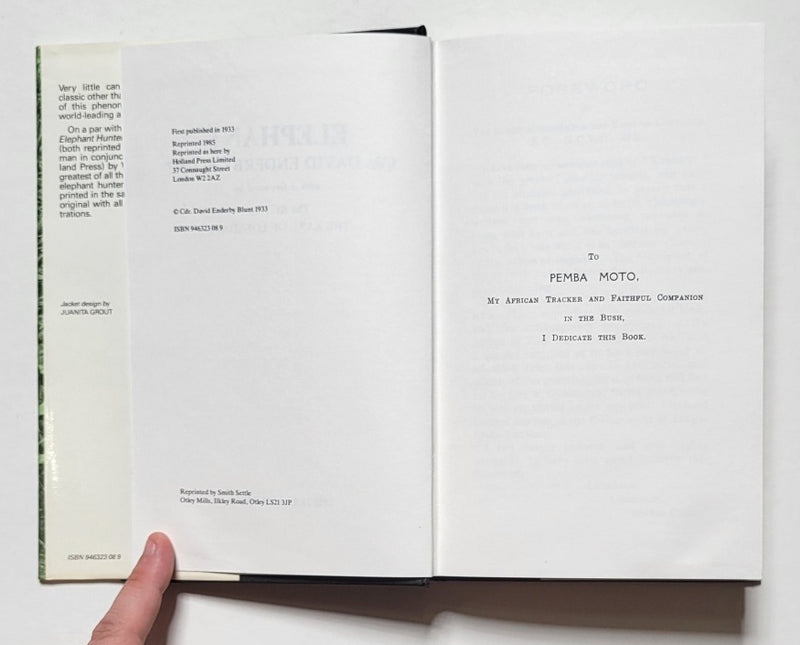 Very little can
classic other tha
of this phenon
world-leading a
On a par with
Elephant Hunte
(both reprinted
man in conjunc
land Press) by
greatest of all th
elephant hunter
printed in the sa
original with all
trations.
Jacket design by
JUANITA GROUT
ISBN 946323 08 9
First published in 1933
Reprinted 1985
Reprinted as here by
Holland Press Limited
37 Connaught Street
London W2 2AZ
© Cdr. David Enderby Blunt 1933
ISBN 946323 08 9
Reprinted by Smith Settle
Otley Mills, Ilkley Road, Otley LS21 3JP
To
PEMBA MOTO,
My African Tracker and Faithful Companion
in the Bush,
I Dedicate this Book.